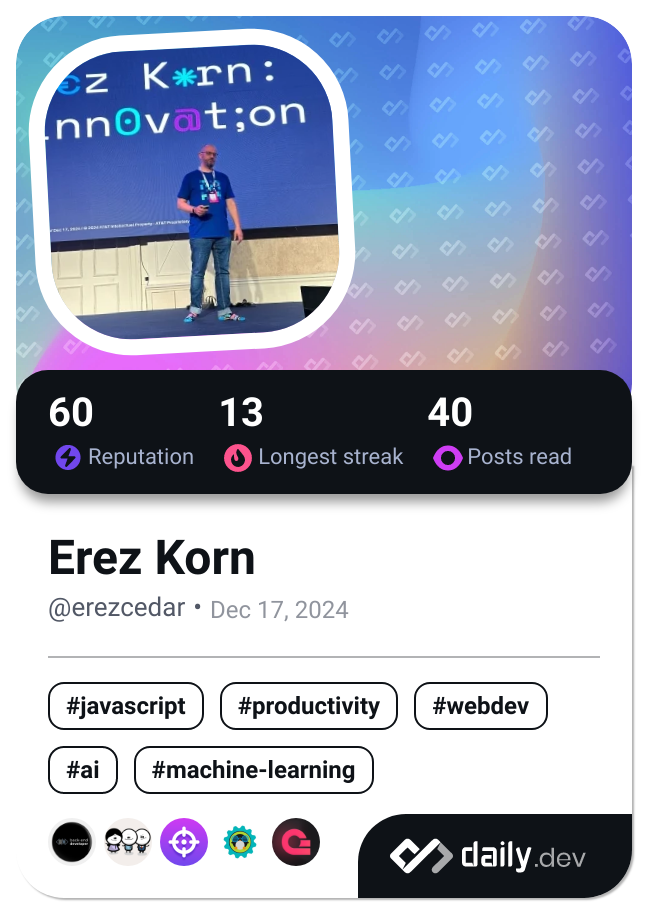 ez K*rn:
nn0v@t;on
60
13
40
Reputation
Longest streak
Posts read
Erez Korn
@erezcedar • Dec 17, 2024
#javascript
#productivity
#webdev
#ai
#machine-learning
daily.dev